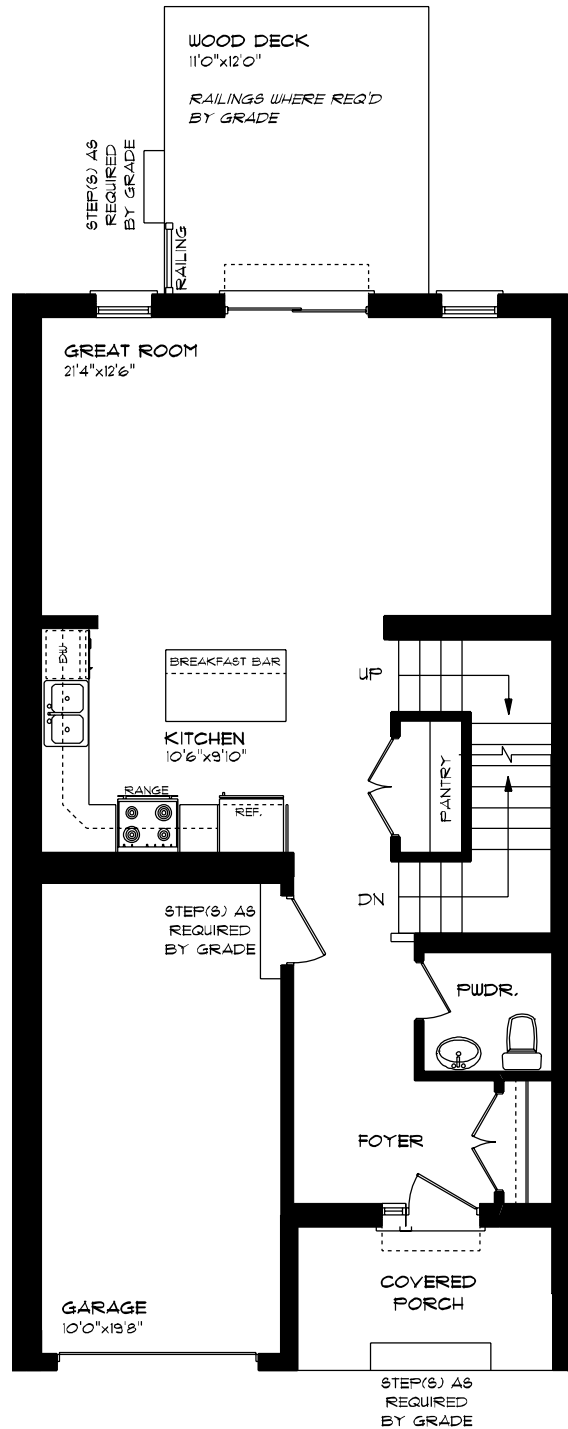 WOOD DECK
11'0"x12'0"
RAILINGS WHERE REQ'D
BY GRADE
STEP(S) AS
REQUIRED
BY GRADE
RAILING
GREAT ROOM
21'4"x12'6"
DW
BREAKFAST BAR
UP
KITCHEN
10'6"x9'10"
PANTRY
RANGE
REF.
DN
STEP(S) AS
REQUIRED
BY GRADE
PWDR.
FOYER
COVERED
PORCH
GARAGE
10'0"x19'8"
STEP(S) AS
REQUIRED
BY GRADE